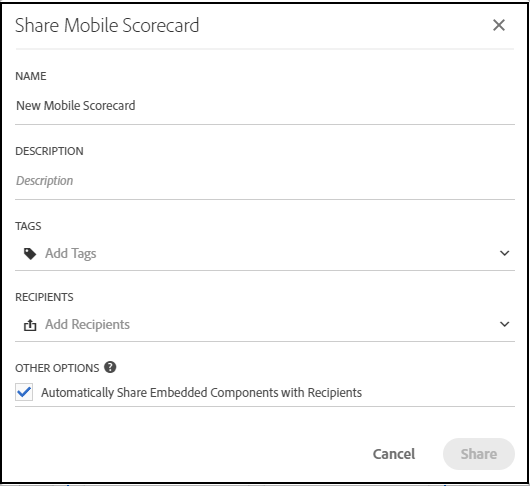 Share Mobile Scorecard
NAME
New Mobile Scorecard
DESCRIPTION
Description
TAGS
Add Tags
RECIPIENTS
Add Recipients
OTHER OPTIONS ?
Automatically Share Embedded Components with Recipients
Cancel Share